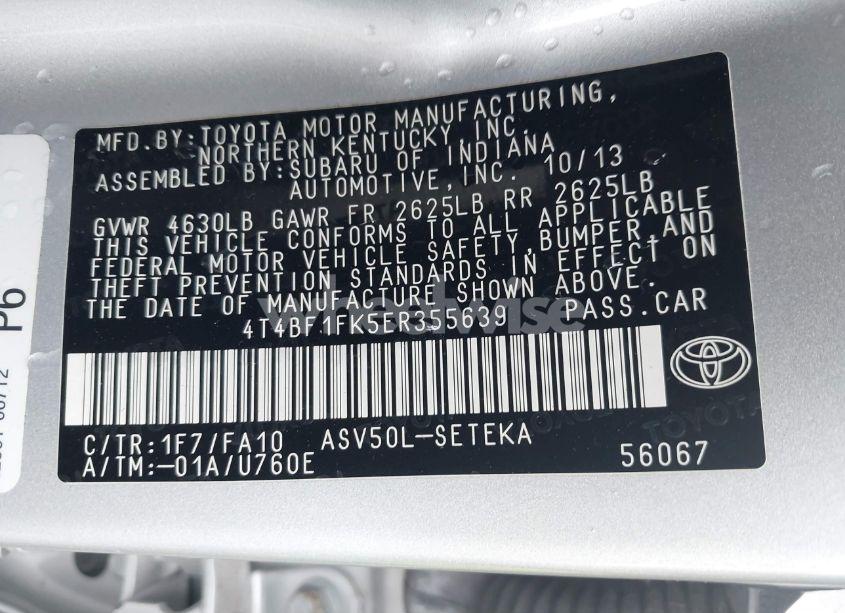 MFD.BY:TOYOTA MOTOR MANUFACTURING,
NORTHERN KENTUCKY INC.
ASSEMBLED BY:SUBARU OF INDIANA
AUTOMOTIVE,INC. 10/13
GVWR 4630LB GAWR FR 2625LB RR 2625LB
THIS VEHICLE CONFORMS TO ALL APPLICABLE
FEDERAL MOTOR VEHICLE SAFETY,BUMPER,AND
THEFT PREVENTION STANDARDS IN EFFECT ON
THE DATE OF MANUFACTURE SHOWN ABOVE.
4T4BF1FK5ER355639 PASS.CAR
C/TR:1F7/FA10 ASV50L-SETEKA
A/TM:-01A/U760E 56067
P6